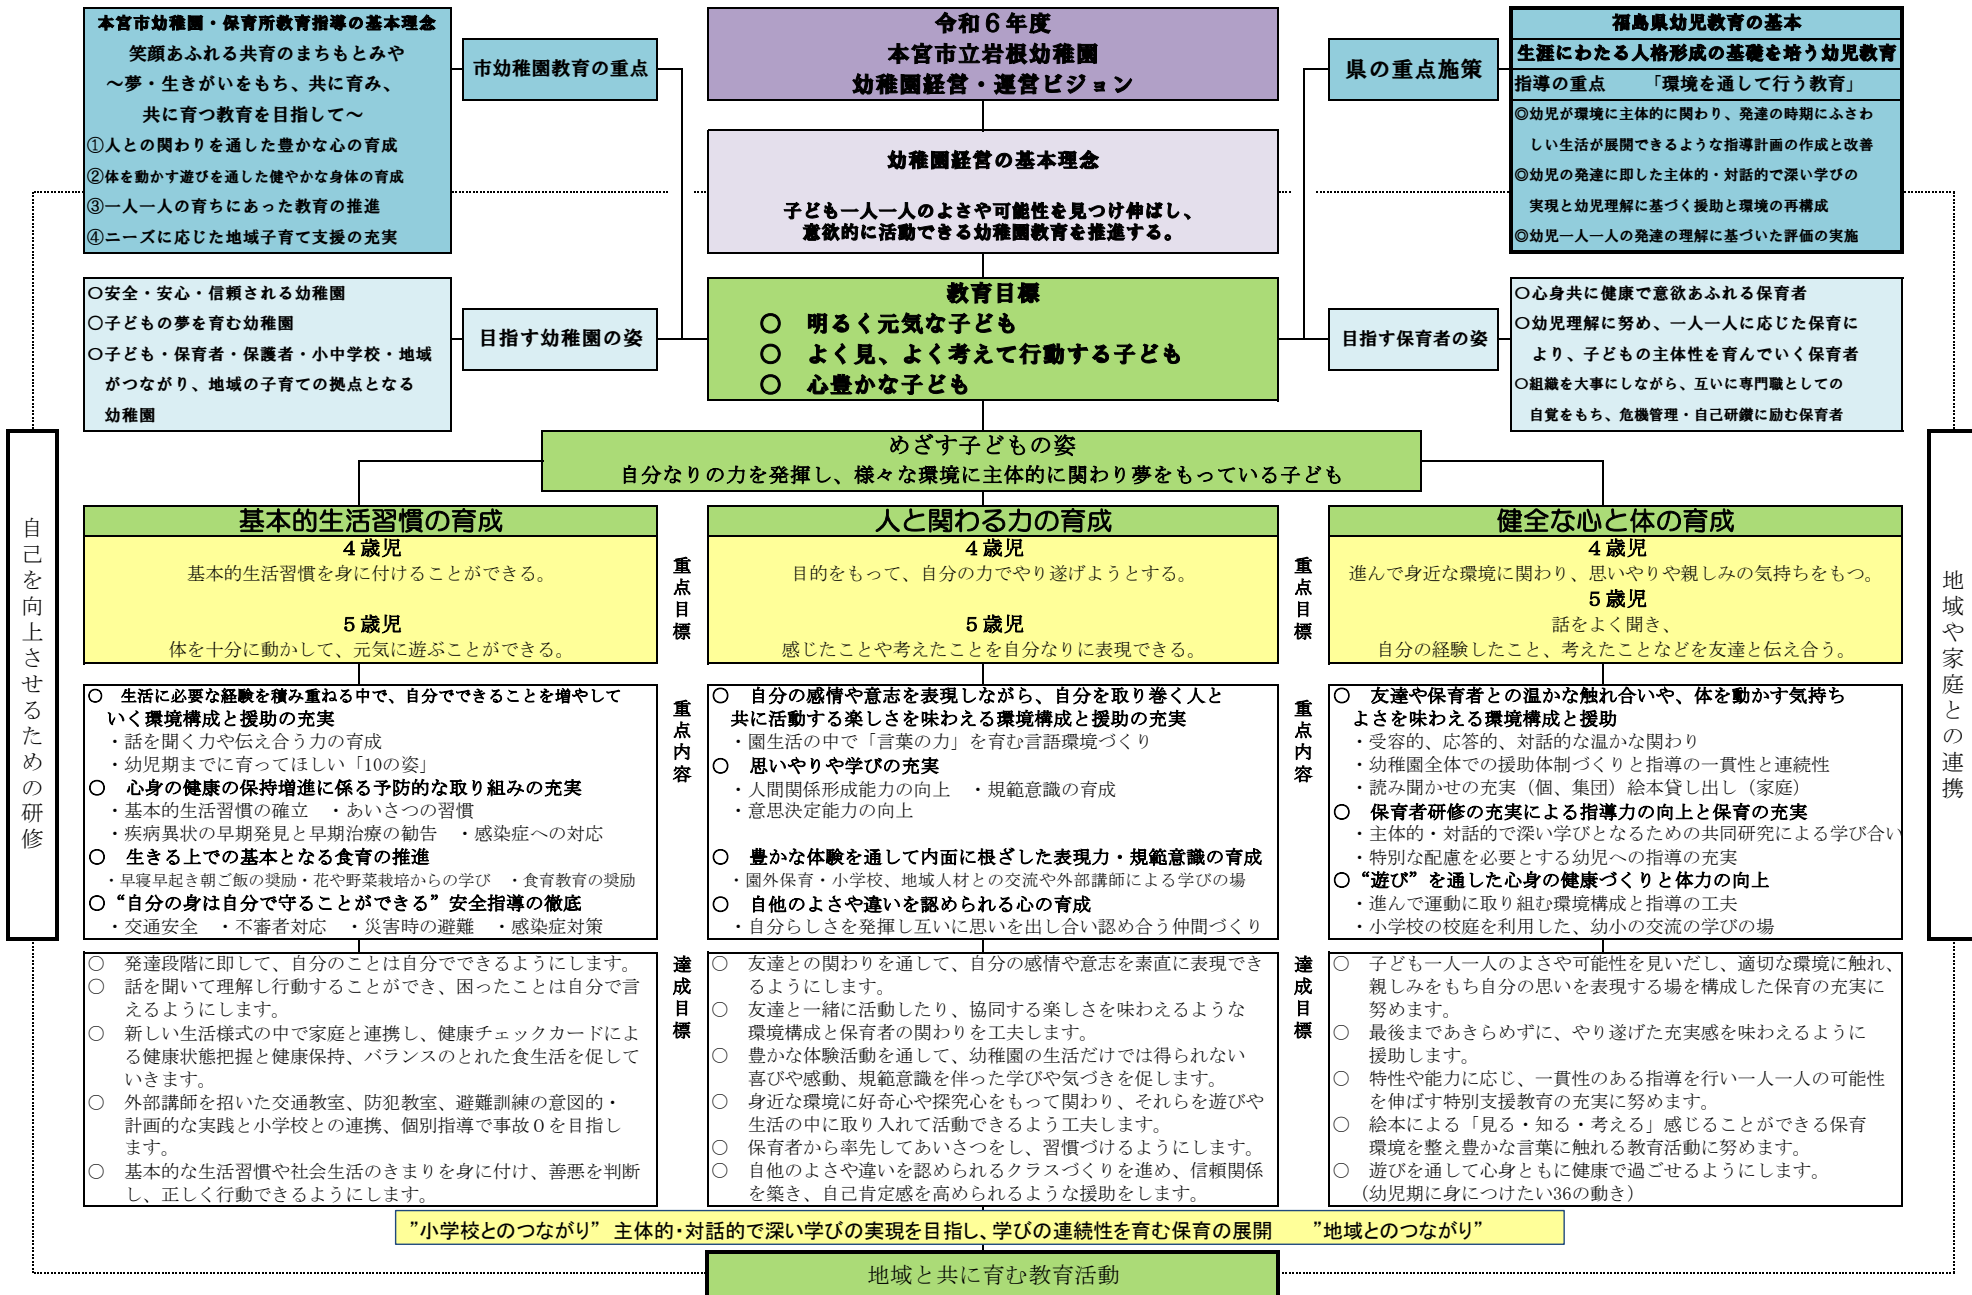 本宮市幼稚園・保育所教育指導の基本理念
笑顔あふれる共育のまちもとみや
～夢・生きがいをもち、共に育み、
共に育つ教育を目指して～
①人との関わりを通した豊かな心の育成
②体を動かす遊びを通した健やかな身体の育成
③一人一人の育ちにあった教育の推進
④ニーズに応じた地域子育て支援の充実
市幼稚園教育の重点
令和６年度
本宮市立岩根幼稚園
幼稚園経営・運営ビジョン
幼稚園経営の基本理念
子ども一人一人のよさや可能性を見つけ伸ばし、
意欲的に活動できる幼稚園教育を推進する。
県の重点施策
福島県幼児教育の基本
生涯にわたる人格形成の基礎を培う幼児教育
指導の重点　「環境を通して行う教育」
◎幼児が環境に主体的に関わり、発達の時期にふさわ
しい生活が展開できるような指導計画の作成と改善
◎幼児の発達に即した主体的・対話的で深い学びの
実現と幼児理解に基づく援助と環境の再構成
◎幼児一人一人の発達の理解に基づいた評価の実施
○安全・安心・信頼される幼稚園
○子どもの夢を育む幼稚園
○子ども・保育者・保護者・小中学校・地域
がつながり、地域の子育ての拠点となる
幼稚園
目指す幼稚園の姿
教育目標
○　明るく元気な子ども
○　よく見、よく考えて行動する子ども
○　心豊かな子ども
目指す保育者の姿
○心身共に健康で意欲あふれる保育者
○幼児理解に努め、一人一人に応じた保育に
より、子どもの主体性を育んでいく保育者
○組織を大事にしながら、互いに専門職としての
自覚をもち、危機管理・自己研鑽に励む保育者
めざす子どもの姿
自分なりの力を発揮し、様々な環境に主体的に関わり夢をもっている子ども
自己を向上させるための研修
基本的生活習慣の育成
４歳児
基本的生活習慣を身に付けることができる。
５歳児
体を十分に動かして、元気に遊ぶことができる。
重点目標
人と関わる力の育成
４歳児
目的をもって、自分の力でやり遂げようとする。
５歳児
感じたことや考えたことを自分なりに表現できる。
重点目標
健全な心と体の育成
４歳児
進んで身近な環境に関わり、思いやりや親しみの気持ちをもつ。
５歳児
話をよく聞き、
自分の経験したこと、考えたことなどを友達と伝え合う。
地域や家庭との連携
○　生活に必要な経験を積み重ねる中で、自分でできることを増やして
いく環境構成と援助の充実
・話を聞く力や伝え合う力の育成
・幼児期までに育ってほしい「10の姿」
○　心身の健康の保持増進に係る予防的な取り組みの充実
・基本的生活習慣の確立　・あいさつの習慣
・疾病異状の早期発見と早期治療の勧告　・感染症への対応
○　生きる上での基本となる食育の推進
・早寝早起き朝ご飯の奨励・花や野菜栽培からの学び　・食育教育の奨励
○“自分の身は自分で守ることができる”安全指導の徹底
・交通安全　・不審者対応　・災害時の避難　・感染症対策
重点内容
○　自分の感情や意志を表現しながら、自分を取り巻く人と
共に活動する楽しさを味わえる環境構成と援助の充実
・園生活の中で「言葉の力」を育む言語環境づくり
○　思いやりや学びの充実
・人間関係形成能力の向上　・規範意識の育成
・意思決定能力の向上
○　豊かな体験を通して内面に根ざした表現力・規範意識の育成
・園外保育・小学校、地域人材との交流や外部講師による学びの場
○　自他のよさや違いを認められる心の育成
・自分らしさを発揮し互いに思いを出し合い認め合う仲間づくり
重点内容
○　友達や保育者との温かな触れ合いや、体を動かす気持ち
よさを味わえる環境構成と援助
・受容的、応答的、対話的な温かな関わり
・幼稚園全体での援助体制づくりと指導の一貫性と連続性
・読み聞かせの充実（個、集団）絵本貸し出し（家庭）
○　保育者研修の充実による指導力の向上と保育の充実
・主体的・対話的で深い学びとなるための共同研究による学び合い
・特別な配慮を必要とする幼児への指導の充実
○“遊び”を通した心身の健康づくりと体力の向上
・進んで運動に取り組む環境構成と指導の工夫
・小学校の校庭を利用した、幼小の交流の学びの場
○　発達段階に即して、自分のことは自分でできるようにします。
○　話を聞いて理解し行動することができ、困ったことは自分で言
えるようにします。
○　新しい生活様式の中で家庭と連携し、健康チェックカードによ
る健康状態把握と健康保持、バランスのとれた食生活を促して
いきます。
○　外部講師を招いた交通教室、防犯教室、避難訓練の意図的・
計画的な実践と小学校との連携、個別指導で事故０を目指し
ます。
○　基本的な生活習慣や社会生活のきまりを身に付け、善悪を判断
し、正しく行動できるようにします。
達成目標
○　友達との関わりを通して、自分の感情や意志を素直に表現でき
るようにします。
○　友達と一緒に活動したり、協同する楽しさを味わえるような
環境構成と保育者の関わりを工夫します。
○　豊かな体験活動を通して、幼稚園の生活だけでは得られない
喜びや感動、規範意識を伴った学びや気づきを促します。
○　身近な環境に好奇心や探究心をもって関わり、それらを遊びや
生活の中に取り入れて活動できるよう工夫します。
○　保育者から率先してあいさつをし、習慣づけるようにします。
○　自他のよさや違いを認められるクラスづくりを進め、信頼関係
を築き、自己肯定感を高められるような援助をします。
達成目標
○　子ども一人一人のよさや可能性を見いだし、適切な環境に触れ、
親しみをもち自分の思いを表現する場を構成した保育の充実に
努めます。
○　最後まであきらめずに、やり遂げた充実感を味わえるように
援助します。
○　特性や能力に応じ、一貫性のある指導を行い一人一人の可能性
を伸ばす特別支援教育の充実に努めます。
○　絵本による「見る・知る・考える」感じることができる保育
環境を整え豊かな言葉に触れる教育活動に努めます。
○　遊びを通して心身ともに健康で過ごせるようにします。
（幼児期に身につけたい36の動き）
”小学校とのつながり”　主体的・対話的で深い学びの実現を目指し、学びの連続性を育む保育の展開　　”地域とのつながり”
地域と共に育む教育活動